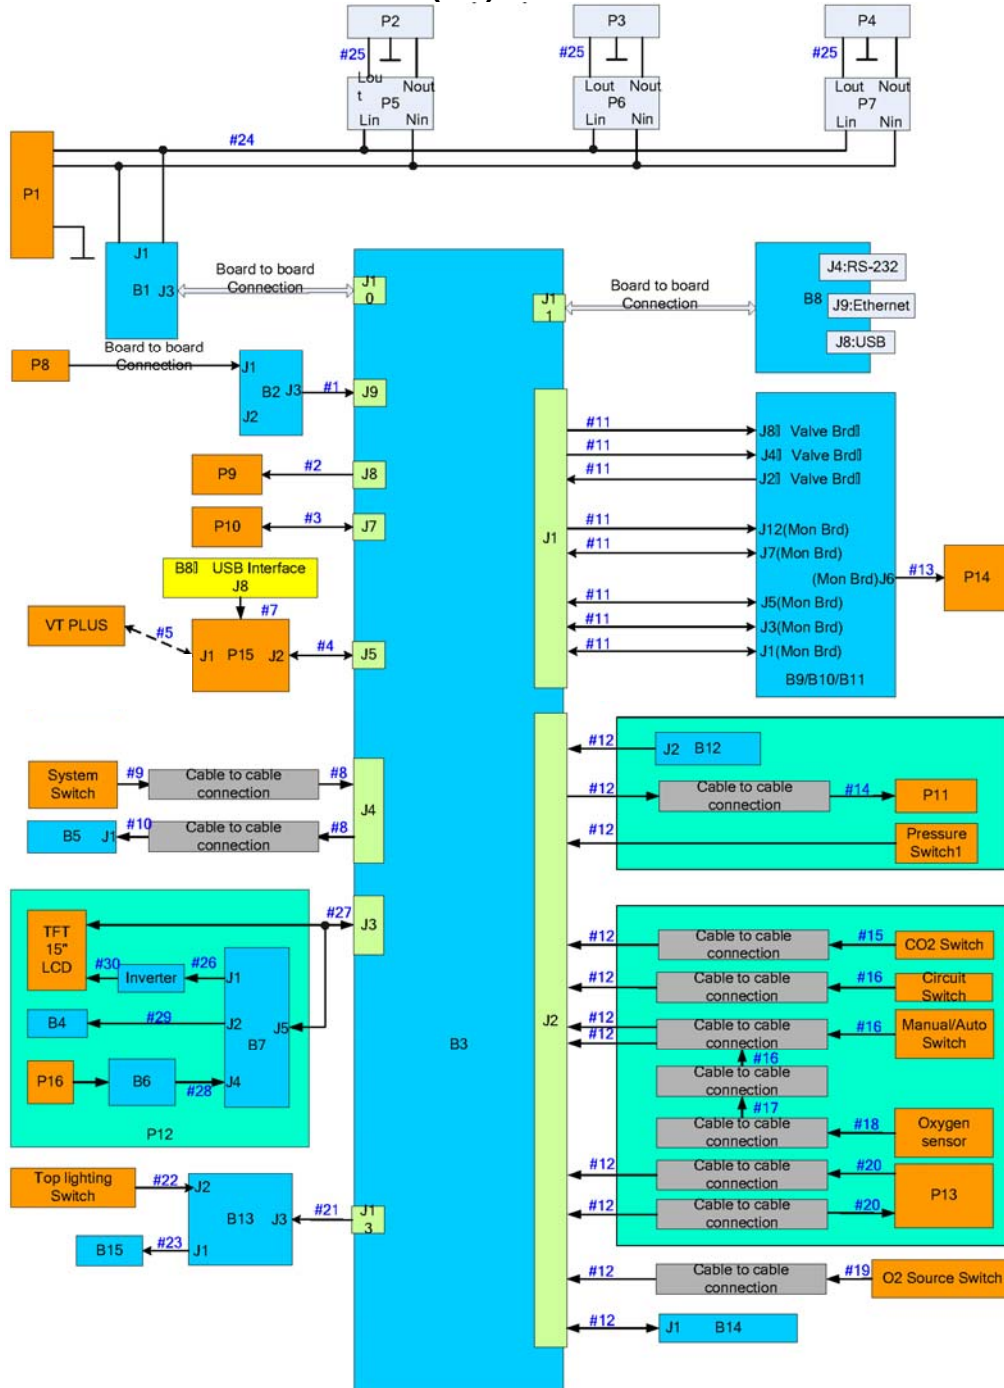 P2
P3
P4
#25
#25
#25
Lou
t
Nout
P5
Lin
Nin
Lout
Nout
P6
Lin
Nin
Lout
Nout
P7
Lin
Nin
#24
P1
J1
B1
J3
Board to board
Connection
J1
0
J1
1
Board to board
Connection
B8
J4:RS-232
J9:Ethernet
J8:USB
P8
Board to board
Connection
J1
B2
J3
J2
#1
J9
P9
#2
J8
P10
#3
J7
B8 USB Interface
J8
#7
VT PLUS
#5
J1
P15
J2
#4
J5
J1
#11
J8 Valve Brd
#11
J4 Valve Brd
#11
J2 Valve Brd
#11
J12(Mon Brd)
#11
J7(Mon Brd)
(Mon Brd)J6
#13
P14
#11
J5(Mon Brd)
#11
J3(Mon Brd)
#11
J1(Mon Brd)
B9/B10/B11
System
Switch
#9
Cable to cable
connection
#8
J4
B5
J1
#10
Cable to cable
connection
#8
#12
J2
B12
#12
Cable to cable
connection
#14
P11
#12
Pressure
Switch1
TFT
15"
LCD
#27
J3
#30
Inverter
#26
J1
B4
#29
J2
J5
B7
P16
B6
#28
J4
P12
B3
J2
#12
Cable to cable
connection
#15
CO2 Switch
#12
Cable to cable
connection
#16
Circuit
Switch
#12
#12
Cable to cable
connection
#16
Manual/Auto
Switch
#16
Cable to cable
connection
#17
Cable to cable
connection
#18
Oxygen
sensor
#12
Cable to cable
connection
#20
P13
#12
Cable to cable
connection
#20
Top lighting
Switch
#22
J2
B13
J3
#21
J1
3
B15
#23
J1
#12
Cable to cable
connection
#19
O2 Source Switch
#12
J1
B14